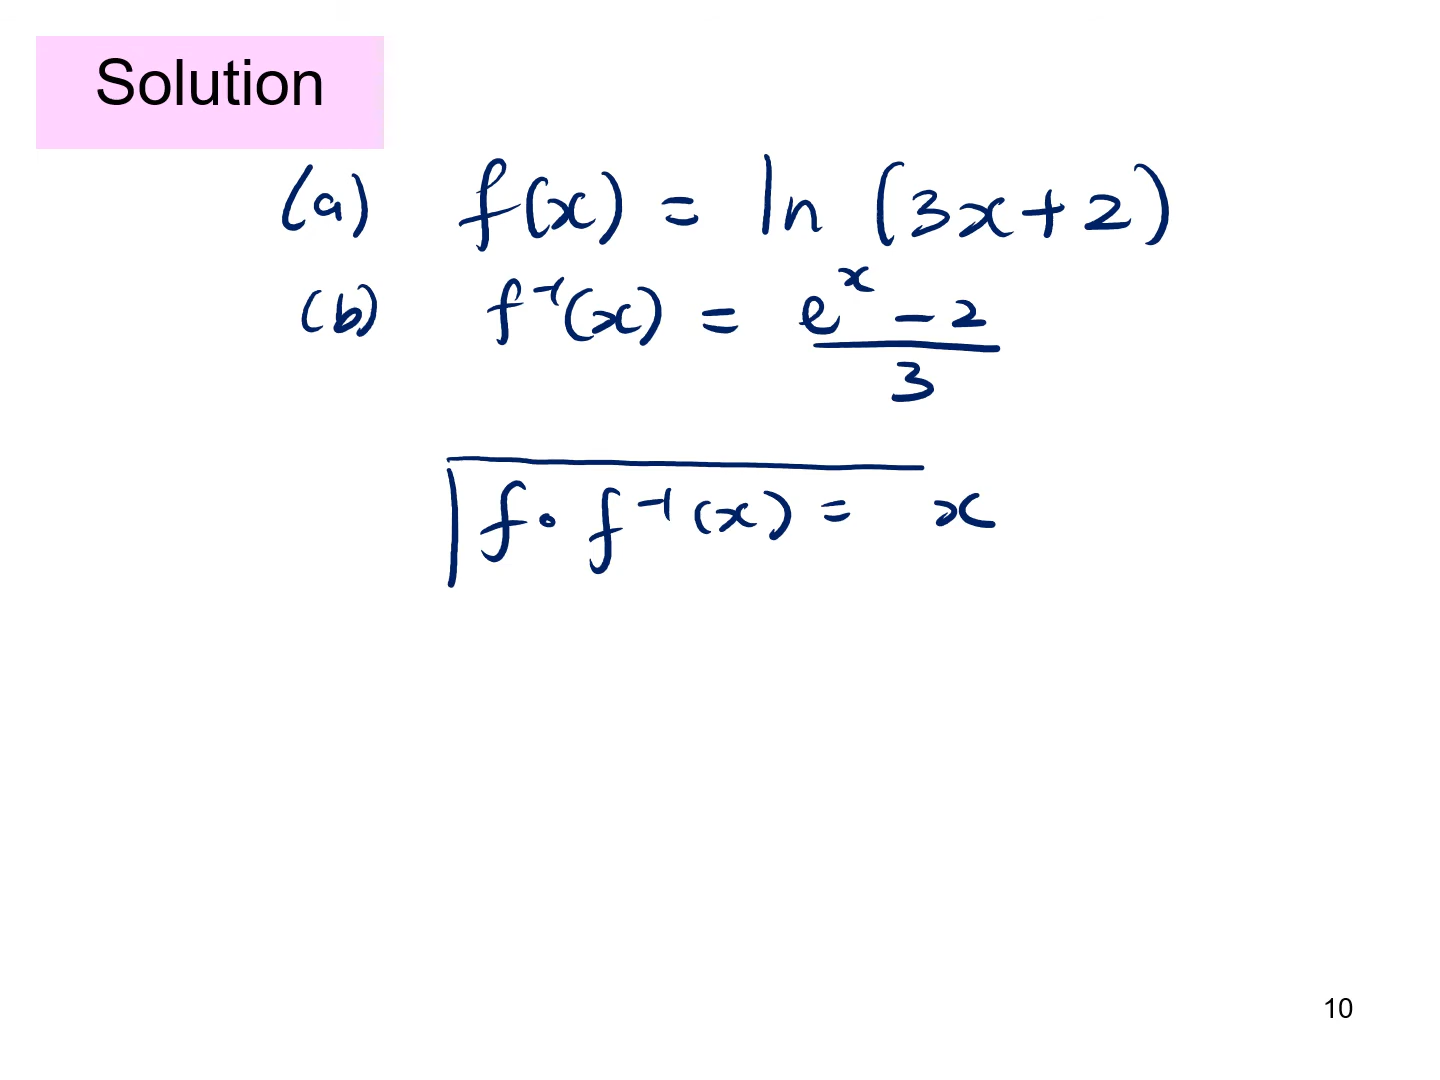 Solution
(a) f(x) = ln (3x+2)
(b) f⁻¹(x) = (eˣ - 2)/3
f∘f⁻¹(x) = x
10